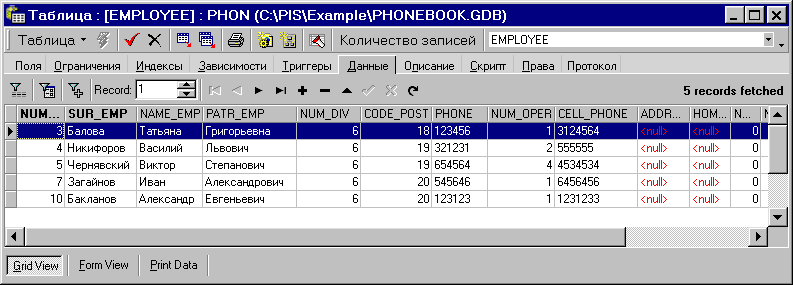 Таблица : [EMPLOYEE] : PHON (C:\PIS\Example\PHONEBOOK.GDB)
Таблица Количество записей EMPLOYEE
Поля Ограничения Индексы Зависимости Триггеры Данные Описание Скрипт Права Протокол
Record: 1 5 records fetched
NUM... SUR_EMP NAME_EMP PATR_EMP NUM_DIV CODE_POST PHONE NUM_OPER CELL_PHONE ADDR... HOM... N...
3 Балова Татьяна Григорьевна 6 18 123456 1 3124564 <null> <null> 0
4 Никифоров Василий Львович 6 19 321231 2 555555 <null> <null> 0
5 Чернявский Виктор Степанович 6 19 654564 4 4534534 <null> <null> 0
7 Загайнов Иван Александрович 6 20 545646 1 6456456 <null> <null> 0
10 Бакланов Александр Евгеньевич 6 20 123123 1 1231233 <null> <null> 0
Grid View Form View Print Data